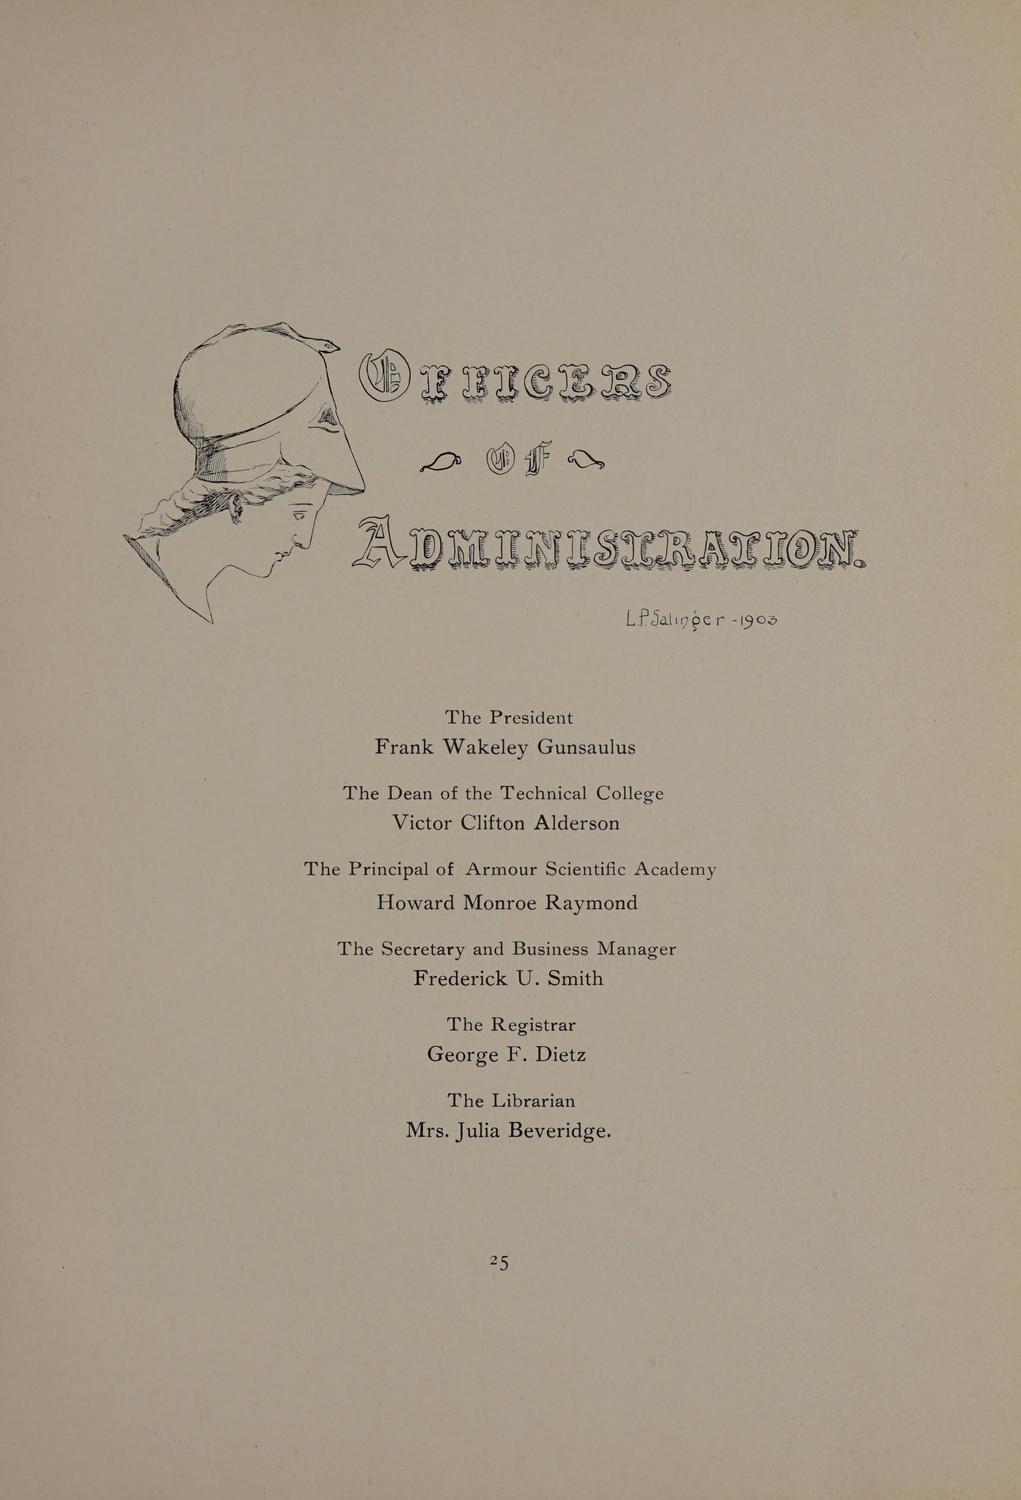 Officers
Of
Administration.
L.P. Salinger - 1903
The President
Frank Wakeley Gunsaulus
The Dean of the Technical College
Victor Clifton Alderson
The Principal of Armour Scientific Academy
Howard Monroe Raymond
The Secretary and Business Manager
Frederick U. Smith
The Registrar
George F. Dietz
The Librarian
Mrs. Julia Beveridge.
25